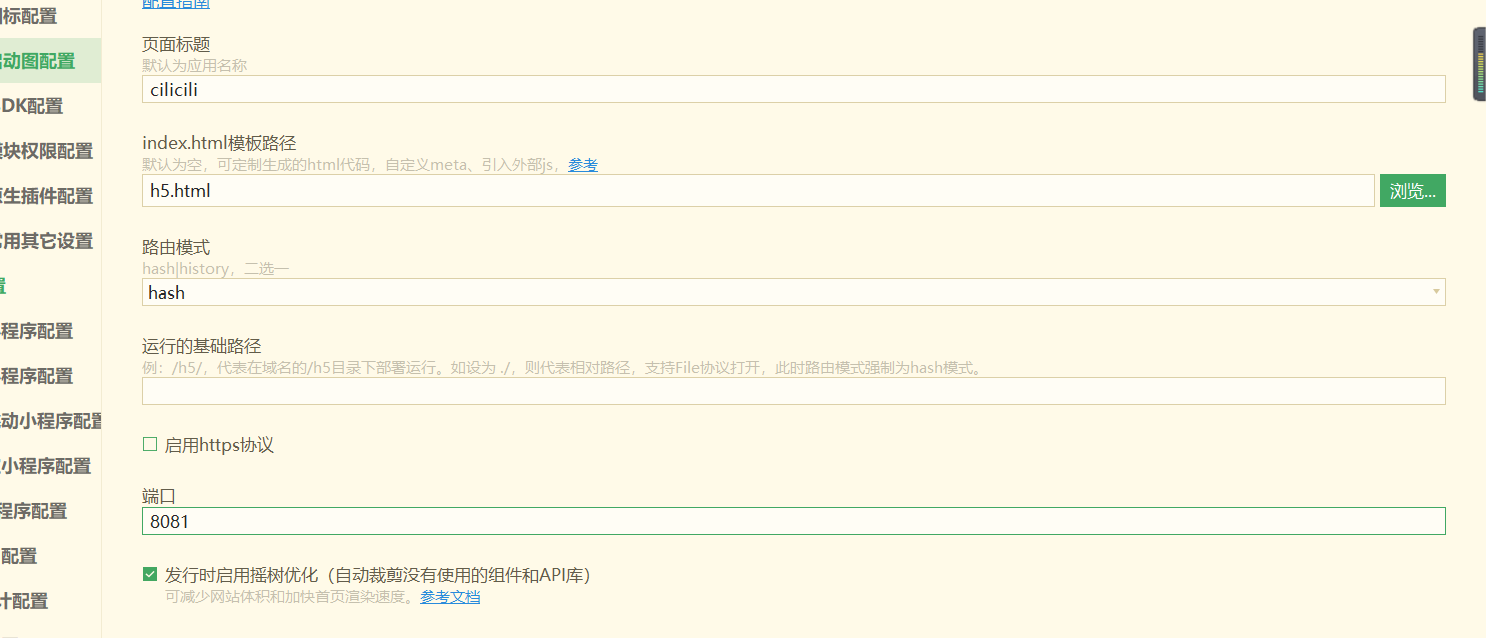 配置指南
标配置
动图配置
DK配置
块权限配置
生插件配置
用其它设置
程序配置
程序配置
动小程序配置
小程序配置
程序配置
配置
计配置
页面标题
默认为应用名称
cilicili
index.html模板路径
默认为空，可定制生成的html代码，自定义meta、引入外部js，参考
h5.html
浏览...
路由模式
hash|history，二选一
hash
运行的基础路径
例：/h5/，代表在域名的/h5目录下部署运行。如设为 ./，则代表相对路径，支持File协议打开，此时路由模式强制为hash模式。
启用https协议
端口
8081
发行时启用摇树优化（自动裁剪没有使用的组件和API库）
可减少网站体积和加快首页渲染速度。参考文档